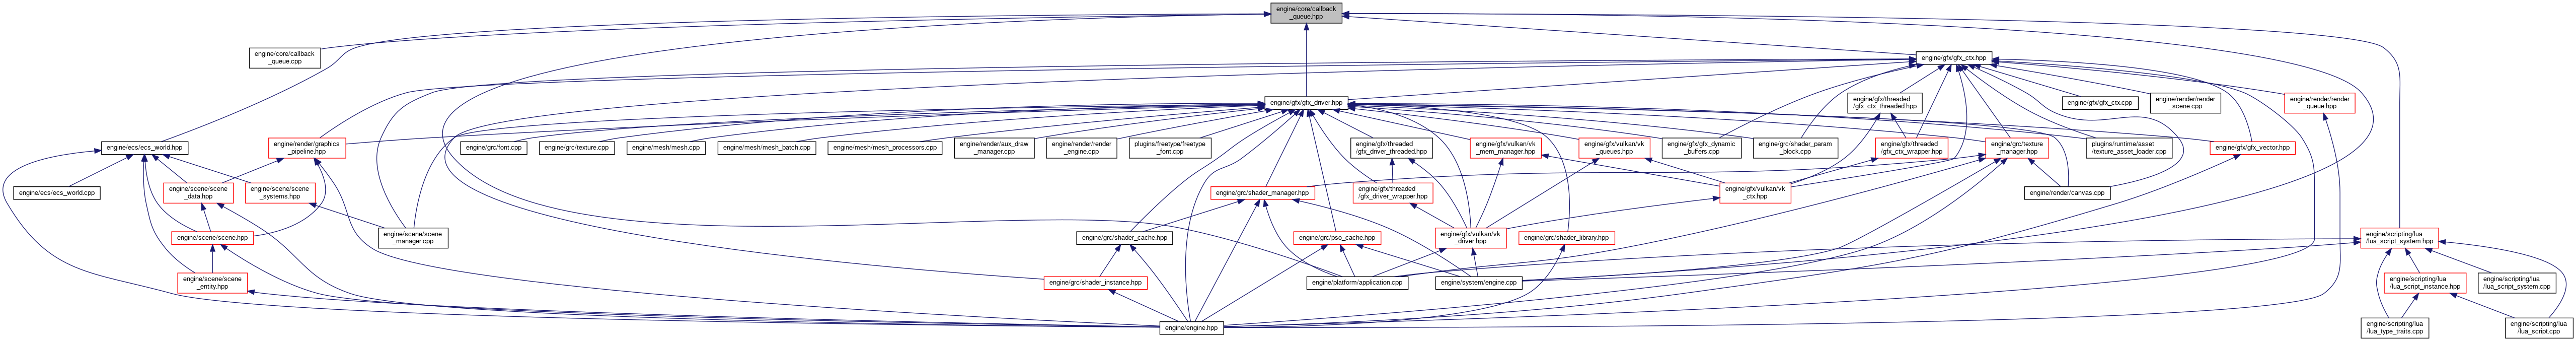 engine/core/callback
_queue.hpp
engine/core/callback
_queue.cpp
engine/gfx/gfx_ctx.hpp
engine/gfx/gfx_driver.hpp
engine/gfx/threaded
/gfx_ctx_threaded.hpp
engine/gfx/gfx_ctx.cpp
engine/render/render
_scene.cpp
engine/render/render
_queue.hpp
engine/ecs/ecs_world.hpp
engine/render/graphics
_pipeline.hpp
engine/grc/font.cpp
engine/grc/texture.cpp
engine/mesh/mesh.cpp
engine/mesh/mesh_batch.cpp
engine/mesh/mesh_processors.cpp
engine/render/aux_draw
_manager.cpp
engine/render/render
_engine.cpp
plugins/freetype/freetype
_font.cpp
engine/gfx/threaded
/gfx_driver_threaded.hpp
engine/gfx/vulkan/vk
_mem_manager.hpp
engine/gfx/vulkan/vk
_queues.hpp
engine/gfx/gfx_dynamic
_buffers.cpp
engine/grc/shader_param
_block.cpp
engine/gfx/threaded
/gfx_ctx_wrapper.hpp
engine/grc/texture
_manager.hpp
plugins/runtime/asset
/texture_asset_loader.cpp
engine/gfx/gfx_vector.hpp
engine/ecs/ecs_world.cpp
engine/scene/scene
_data.hpp
engine/scene/scene
_systems.hpp
engine/grc/shader_manager.hpp
engine/gfx/threaded
/gfx_driver_wrapper.hpp
engine/gfx/vulkan/vk
_ctx.hpp
engine/render/canvas.cpp
engine/scene/scene.hpp
engine/scene/scene
_manager.cpp
engine/grc/shader_cache.hpp
engine/grc/pso_cache.hpp
engine/gfx/vulkan/vk
_driver.hpp
engine/grc/shader_library.hpp
engine/scripting/lua
/lua_script_system.hpp
engine/scene/scene
_entity.hpp
engine/grc/shader_instance.hpp
engine/platform/application.cpp
engine/system/engine.cpp
engine/scripting/lua
/lua_script_instance.hpp
engine/scripting/lua
/lua_script_system.cpp
engine/engine.hpp
engine/scripting/lua
/lua_type_traits.cpp
engine/scripting/lua
/lua_script.cpp